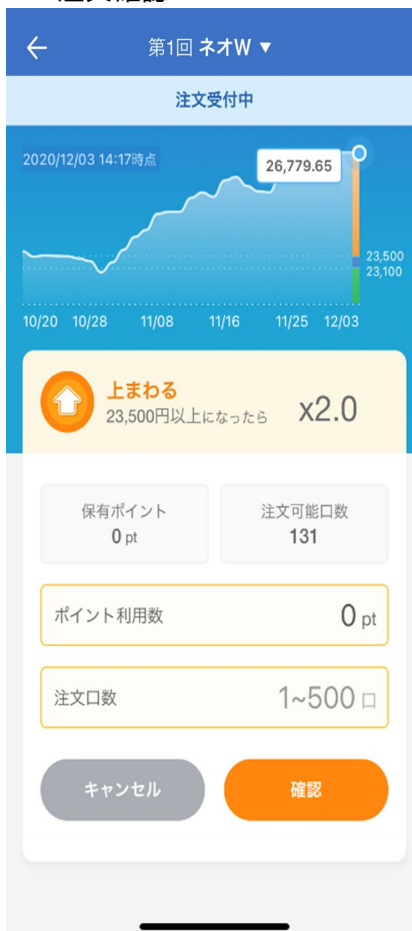 第1回 ネオW ▼
注文受付中
2020/12/03 14:17時点
26,779.65
23,500
23,100
10/20 10/28 11/08 11/16 11/25 12/03
上まわる
23,500円以上になったら
x2.0
保有ポイント
0 pt
注文可能口数
131
ポイント利用数
0 pt
注文口数
1~500 口
キャンセル
確認